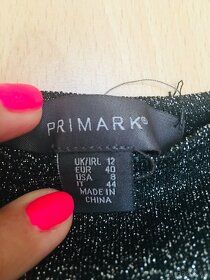 PRIMARK®
UK/IRL 12
EUR 40
USA 8
IT 44
MADE IN
CHINA